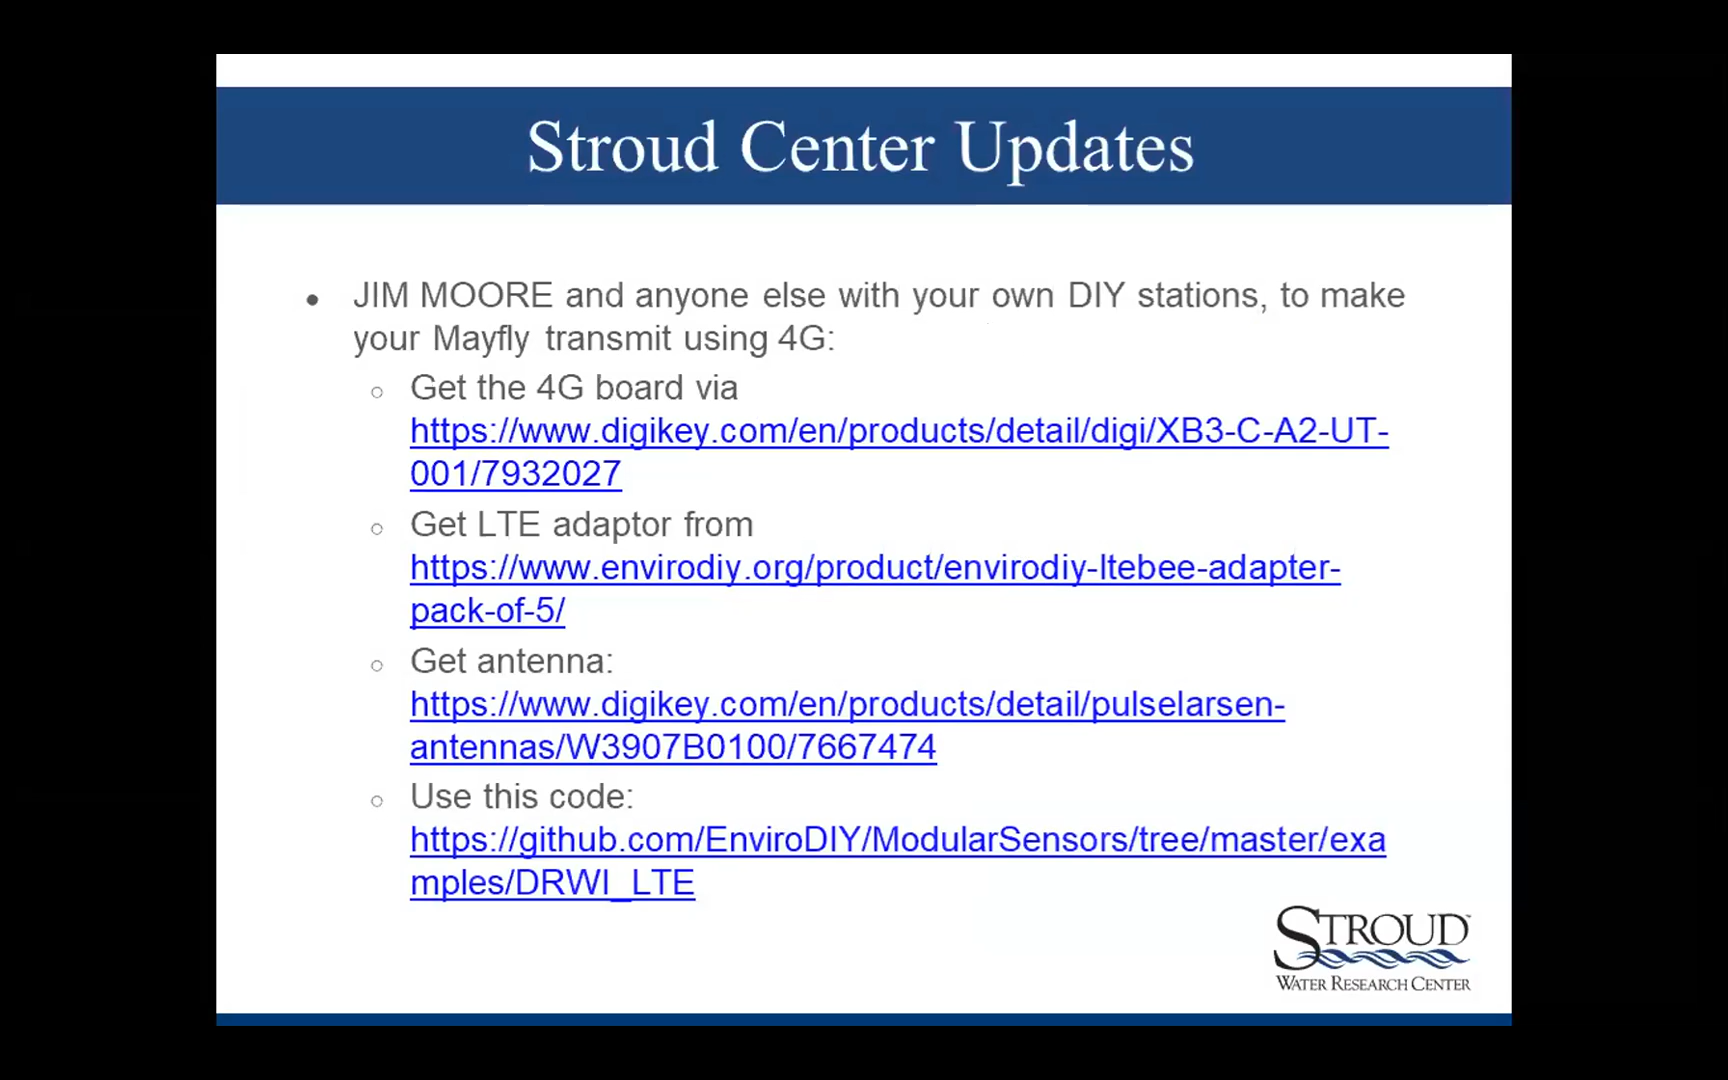 Stroud Center Updates
• JIM MOORE and anyone else with your own DIY stations, to make
your Mayfly transmit using 4G:
○ Get the 4G board via
https://www.digikey.com/en/products/detail/digi/XB3-C-A2-UT-
001/7932027
○ Get LTE adaptor from
https://www.envirodiy.org/product/envirodiy-ltebee-adapter-
pack-of-5/
○ Get antenna:
https://www.digikey.com/en/products/detail/pulselarsen-
antennas/W3907B0100/7667474
○ Use this code:
https://github.com/EnviroDIY/ModularSensors/tree/master/exa
mples/DRWI_LTE
STROUD™
WATER RESEARCH CENTER